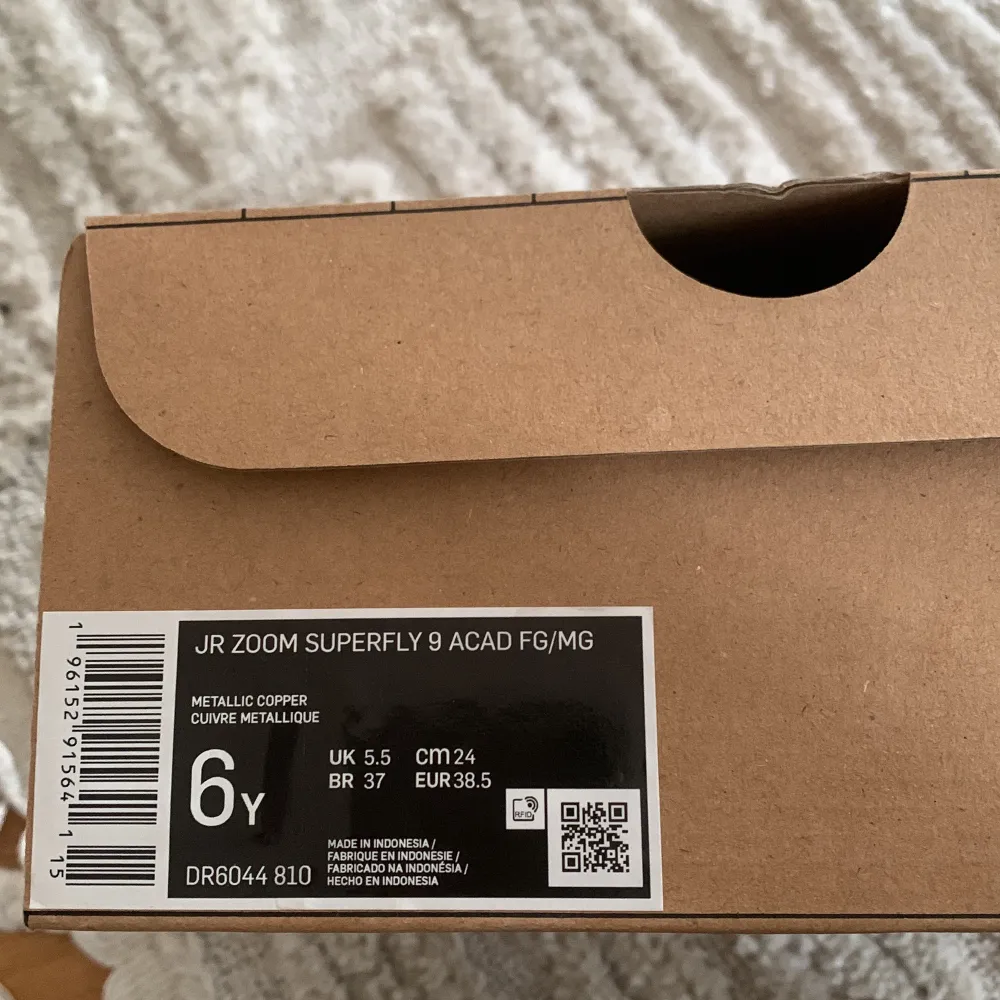 JR ZOOM SUPERFLY 9 ACAD FG/MG
METALLIC COPPER
CUIVRE METALLIQUE
6Y
UK 5.5 cm 24
BR 37 EUR 38.5
RFID
DR6044 810
MADE IN INDONESIA /
FABRIQUE EN INDONESIE /
FABRICADO NA INDONÉSIA /
HECHO EN INDONESIA
1 96152 91564 1 15